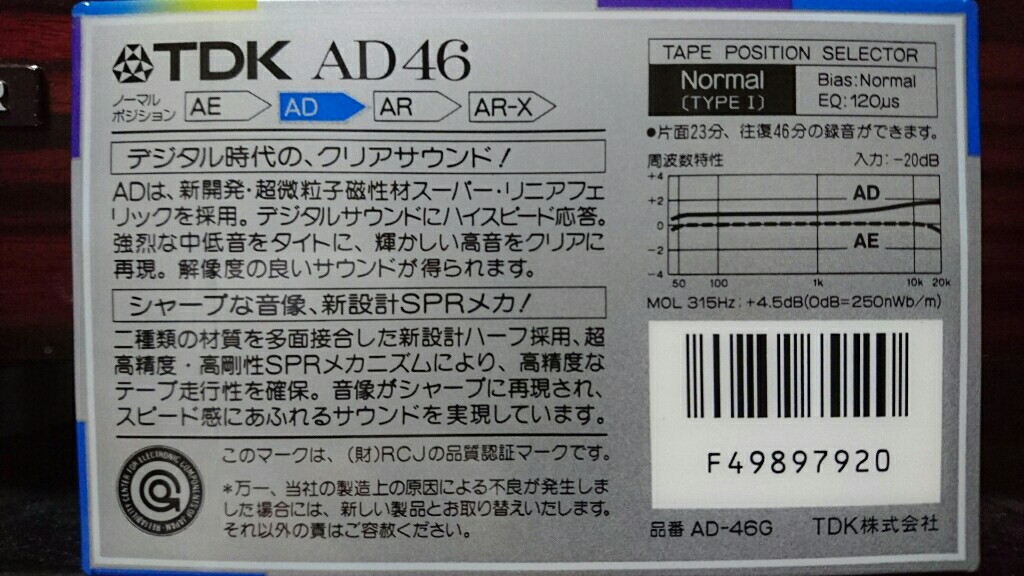 TDK AD46
ノーマル
ポジション
AE AD AR AR-X
デジタル時代の、クリアサウンド!
ADは、新開発・超微粒子磁性材スーパー・リニアフェ
リックを採用。デジタルサウンドにハイスピード応答。
強烈な中低音をタイトに、輝かしい高音をクリアに
再現。解像度の良いサウンドが得られます。
シャープな音像、新設計SPRメカ!
二種類の材質を多面接合した新設計ハーフ採用、超
高精度・高剛性SPRメカニズムにより、高精度な
テープ走行性を確保。音像がシャープに再現され、
スピード感にあふれるサウンドを実現しています。
このマークは、(財)RCJの品質認証マークです。
*万一、当社の製造上の原因による不良が発生しま
した場合には、新しい製品とお取り替えいたします。
それ以外の責はご容赦ください。
RELIABILITY CENTER FOR ELECTRONIC COMPONENTS OF JAPAN
TAPE POSITION SELECTOR
Normal
(TYPE I)
Bias:Normal
EQ:120μs
●片面23分、往復46分の録音ができます。
周波数特性 入力:-20dB
+4
+2
0
-2
-4
AD
AE
50 100 1k 10k 20k
MOL 315Hz:+4.5dB(0dB=250nWb/m)
F49897920
品番 AD-46G TDK株式会社
R